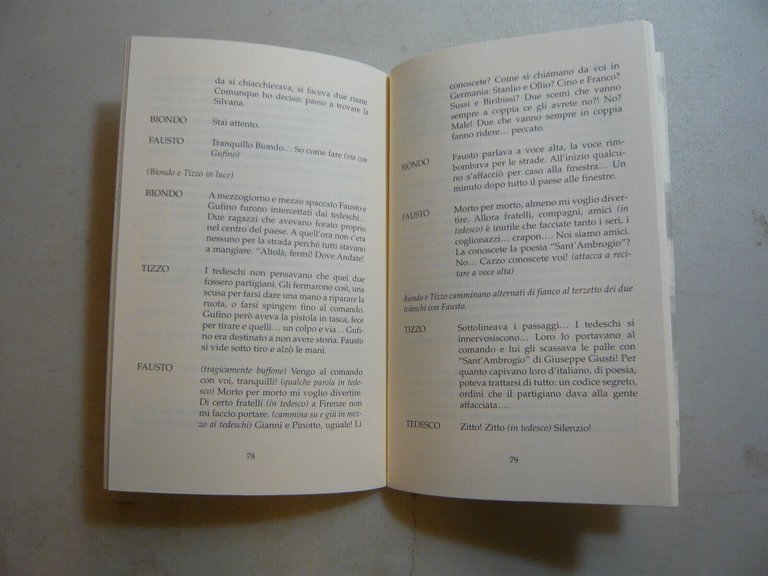 da si chiacchierava, si faceva due risate.
Comunque ho deciso: passo a trovare la
Silvana.
BIONDO Stai attento.
FAUSTO Tranquillo Biondo… So come fare (via con
Gufino)
(Biondo e Tizzo in luce)
BIONDO A mezzogiorno e mezzo spaccato Fausto e
Gufino furono intercettati dai tedeschi…
Due ragazzi che avevano forato proprio
nel centro del paese. A quell'ora non c'era
nessuno per la strada perché tutti stavano
a mangiare. "Altolà, fermi! Dove Andate!
TIZZO I tedeschi non pensavano che quei due
fossero partigiani. Gli fermarono così, una
scusa per farsi dare una mano a riparare la
ruota, o farsi spingere fino al comando.
Gufino però aveva la pistola in tasca, fece
per tirare e quelli… un colpo e via… Gufi-
no era destinato a non avere storia. Fausto
si vide sotto tiro e alzò le mani.
FAUSTO (tragicamente buffone) Vengo al comando
con voi, tranquilli! (qualche parola in tede-
sco) Morto per morto mi voglio divertire.
Di certo fratelli (in tedesco) a Firenze non
mi faccio portare. (cammina su e giù in mez-
zo ai tedeschi) Gianni e Pinotto, uguale! Li
78
conoscete? Come si chiamano da voi in
Germania: Stanlio e Ollio? Cino e Franco?
Sussi e Biribissi? Due scemi che vanno
sempre a coppia ce gli avrete no?! No?
Male! Due che vanno sempre in coppia
fanno ridere… peccato.
BIONDO Fausto parlava a voce alta, la voce rim-
bombava per le strade. All'inizio qualcu-
no s'affacciò per caso alla finestra… Un
minuto dopo tutto il paese alle finestre.
FAUSTO Morto per morto, almeno mi voglio diver-
tire. Allora fratelli, compagni, amici (in
tedesco) è inutile che facciate tanto i seri, i
coglionazzi… crapon…. Noi siamo amici.
La conoscete la poesia "Sant'Ambrogio"?
No… Cazzo conoscete voi! (attacca a reci-
tare a voce alta)
Biondo e Tizzo camminano alternati di fianco al terzetto dei due
tedeschi con Fausto.
TIZZO Sottolineava i passaggi… I tedeschi si
innervosiscono… Loro lo portavano al
comando e lui gli scassava le palle con
"Sant'Ambrogio" di Giuseppe Giusti! Per
quanto capivano loro d'italiano, di poesia,
poteva trattarsi di tutto: un codice segreto,
ordini che il partigiano dava alla gente
affacciata….
TEDESCO Zitto! Zitto (in tedesco) Silenzio!
79